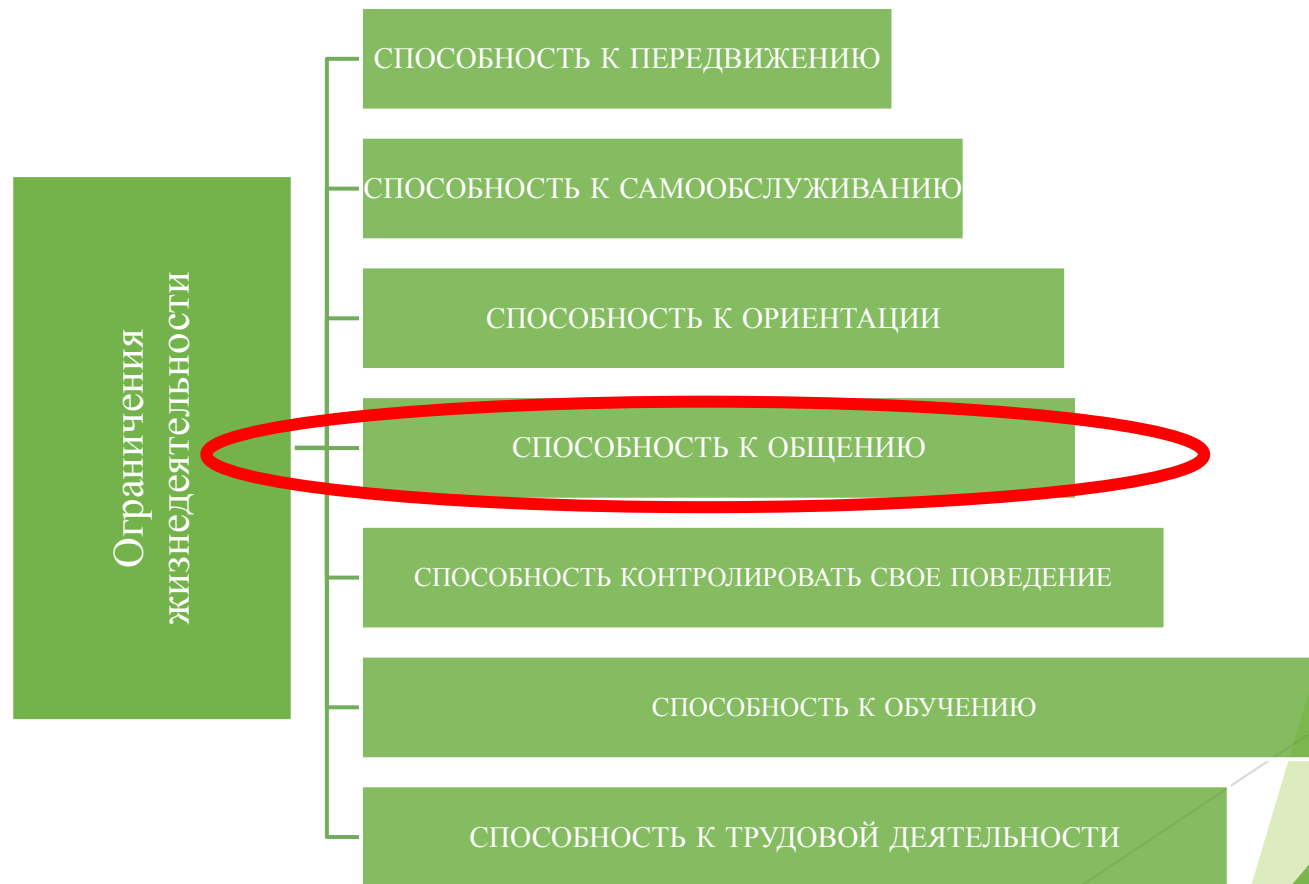 Ограничения
жизнедеятельности
СПОСОБНОСТЬ К ПЕРЕДВИЖЕНИЮ
СПОСОБНОСТЬ К САМООБСЛУЖИВАНИЮ
СПОСОБНОСТЬ К ОРИЕНТАЦИИ
СПОСОБНОСТЬ К ОБЩЕНИЮ
СПОСОБНОСТЬ КОНТРОЛИРОВАТЬ СВОЕ ПОВЕДЕНИЕ
СПОСОБНОСТЬ К ОБУЧЕНИЮ
СПОСОБНОСТЬ К ТРУДОВОЙ ДЕЯТЕЛЬНОСТИ